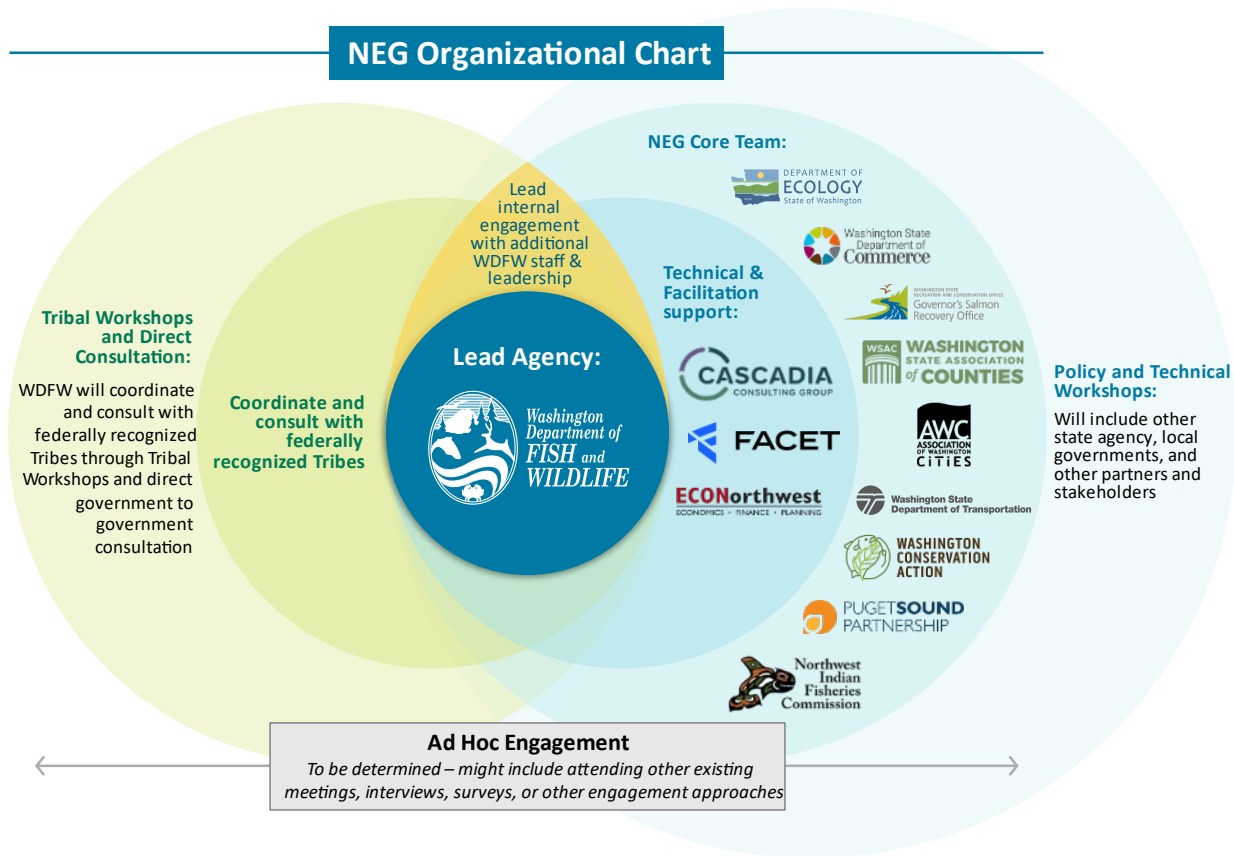 NEG Organizational Chart
NEG Core Team:
DEPARTMENT OF
ECOLOGY
State of Washington
Washington State
Department of
Commerce
WASHINGTON STATE
RECREATION AND CONSERVATION OFFICE
Governor's Salmon
Recovery Office
WSAC
WASHINGTON
STATE ASSOCIATION
of COUNTIES
AWC
ASSOCIATION
OF WASHINGTON
CiTiES
Washington State
Department of Transportation
WASHINGTON
CONSERVATION
ACTION
PUGETSOUND
PARTNERSHIP
Northwest
Indian
Fisheries
Commission
Lead
internal
engagement
with additional
WDFW staff &
leadership
Technical &
Facilitation
support:
CASCADIA
CONSULTING GROUP
FACET
ECONorthwest
ECONOMICS • FINANCE • PLANNING
Lead Agency:
Washington
Department of
FISH and
WILDLIFE
Tribal Workshops
and Direct
Consultation:
WDFW will coordinate
and consult with
federally recognized
Tribes through Tribal
Workshops and direct
government to
government
consultation
Coordinate and
consult with
federally
recognized Tribes
Policy and Technical
Workshops:
Will include other
state agency, local
governments, and
other partners and
stakeholders
Ad Hoc Engagement
To be determined – might include attending other existing
meetings, interviews, surveys, or other engagement approaches